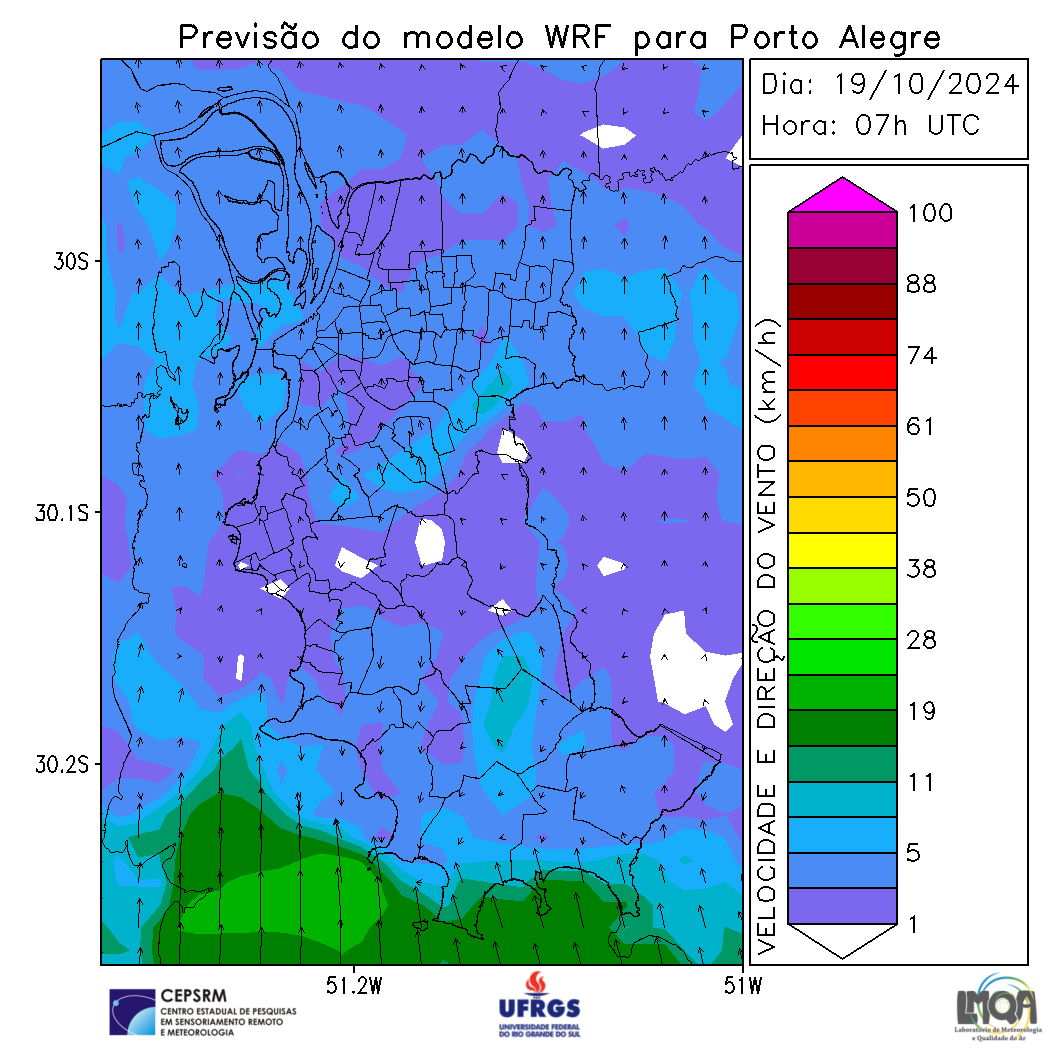 Previsão do modelo WRF para Porto Alegre
Dia: 19/10/2024
Hora: 07h UTC
30S
30.1S
30.2S
51.2W
51W
VELOCIDADE E DIREÇÃO DO VENTO (km/h)
100
88
74
61
50
38
28
19
11
5
1
CEPSRM
CENTRO ESTADUAL DE PESQUISAS
EM SENSORIAMENTO REMOTO
E METEOROLOGIA
UFRGS
UNIVERSIDADE FEDERAL
DO RIO GRANDE DO SUL
LMQA
Laboratório de Meteorologia
e Qualidade do Ar